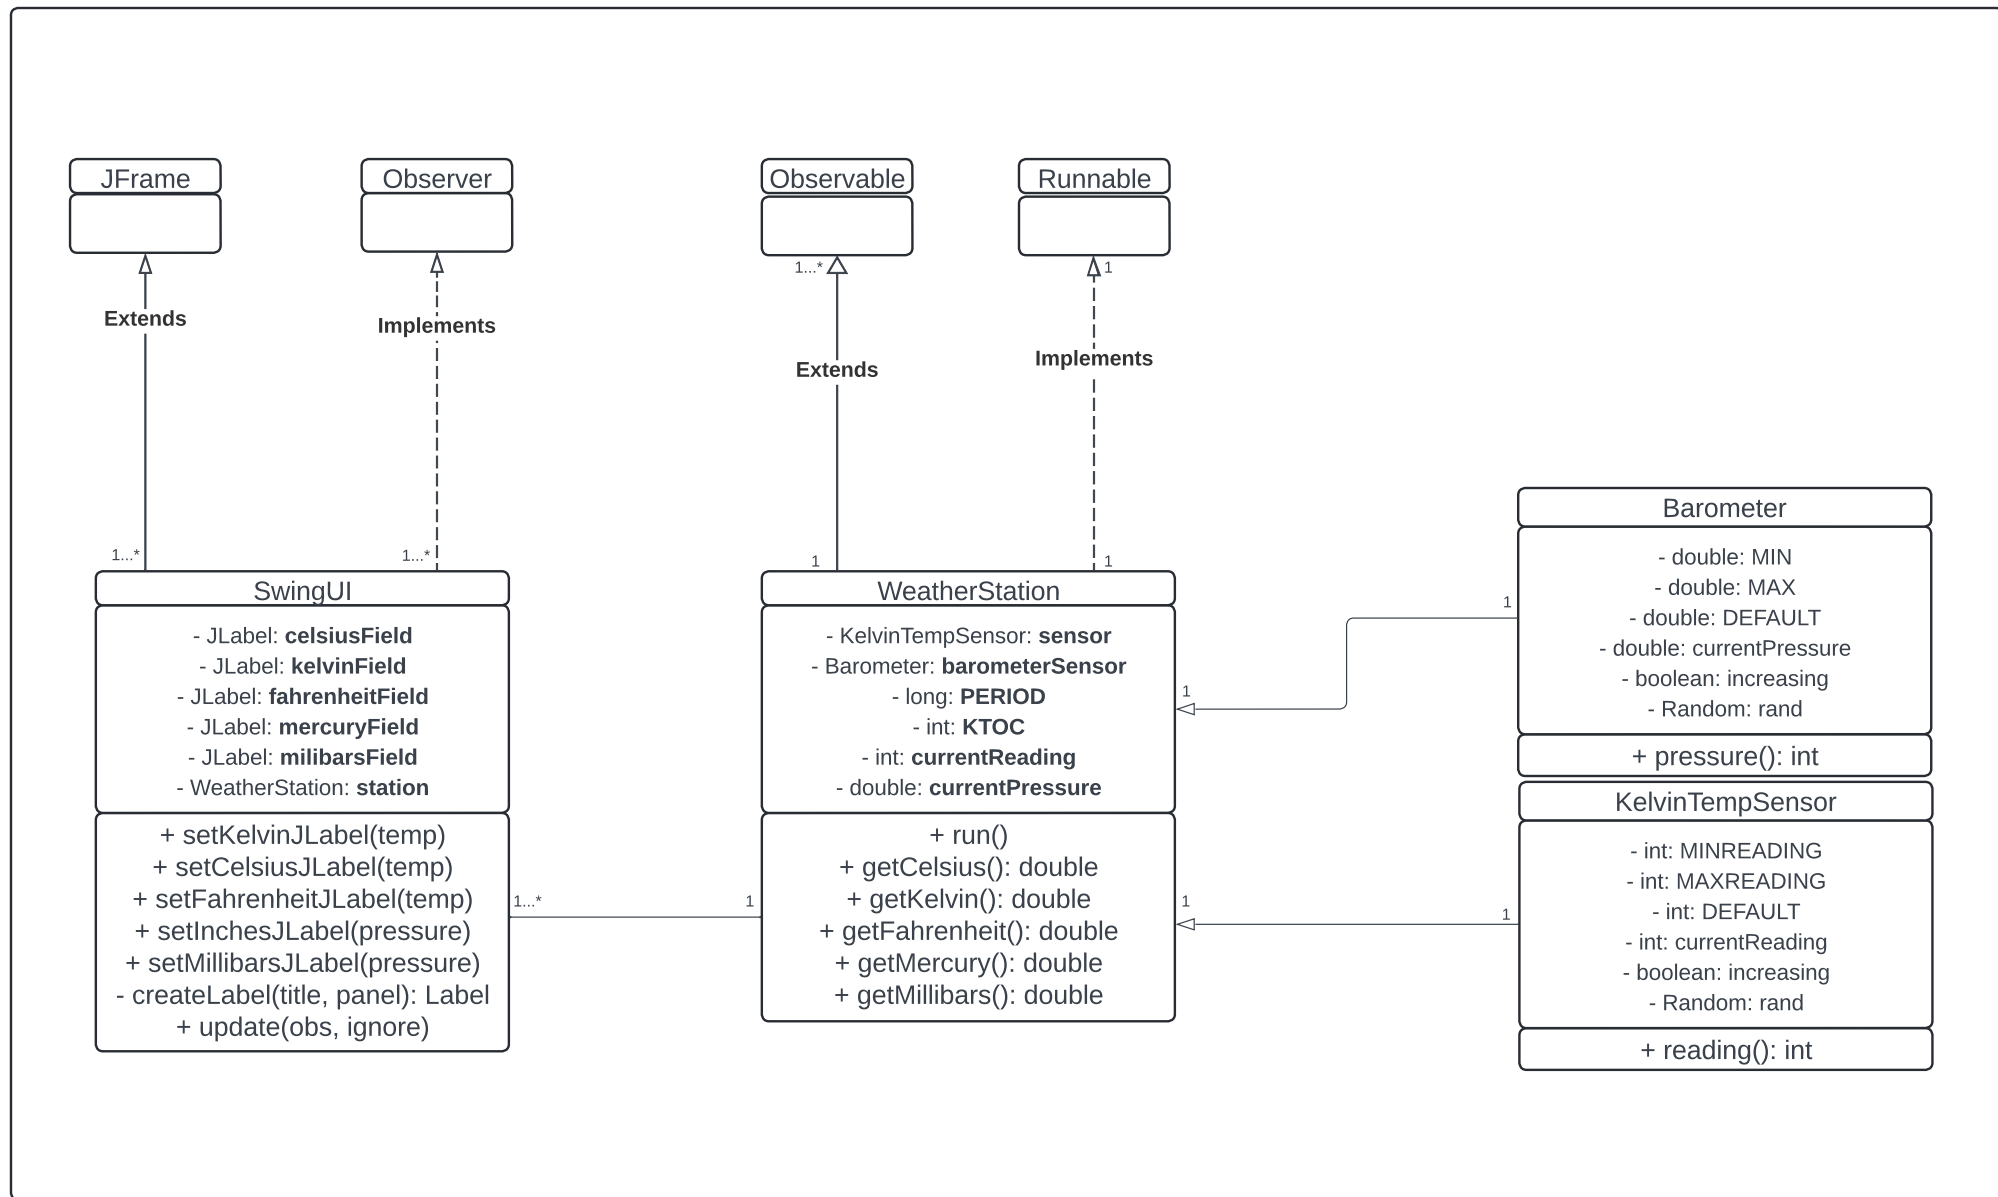 JFrame
Observer
Observable
Runnable
1...*
1
Extends
Implements
Extends
Implements
1...*
1...*
1
1
SwingUI
- JLabel: celsiusField
- JLabel: kelvinField
- JLabel: fahrenheitField
- JLabel: mercuryField
- JLabel: milibarsField
- WeatherStation: station
+ setKelvinJLabel(temp)
+ setCelsiusJLabel(temp)
+ setFahrenheitJLabel(temp)
+ setInchesJLabel(pressure)
+ setMillibarsJLabel(pressure)
- createLabel(title, panel): Label
+ update(obs, ignore)
1...*
1
WeatherStation
- KelvinTempSensor: sensor
- Barometer: barometerSensor
- long: PERIOD
- int: KTOC
- int: currentReading
- double: currentPressure
+ run()
+ getCelsius(): double
+ getKelvin(): double
+ getFahrenheit(): double
+ getMercury(): double
+ getMillibars(): double
1
1
1
1
Barometer
- double: MIN
- double: MAX
- double: DEFAULT
- double: currentPressure
- boolean: increasing
- Random: rand
+ pressure(): int
KelvinTempSensor
- int: MINREADING
- int: MAXREADING
- int: DEFAULT
- int: currentReading
- boolean: increasing
- Random: rand
+ reading(): int